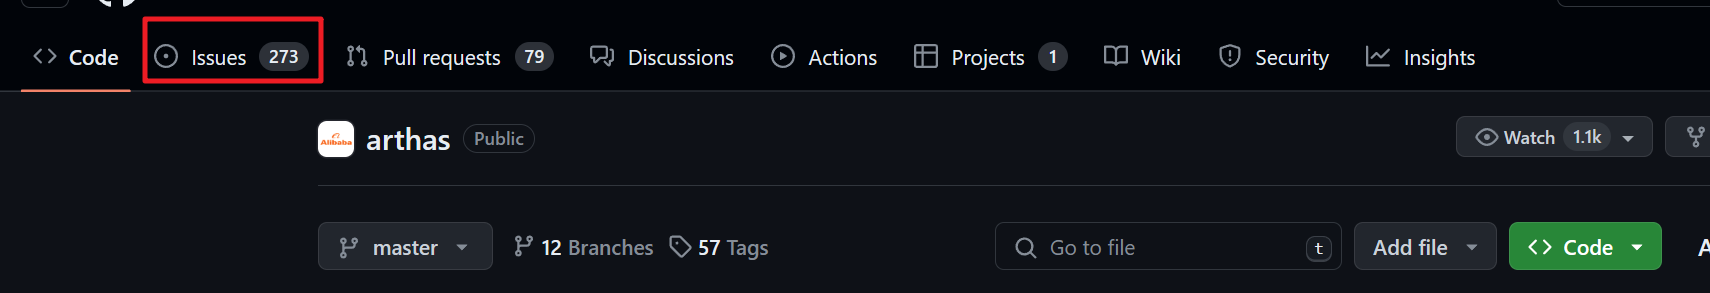 Code Issues 273 Pull requests 79 Discussions Actions Projects 1 Wiki Security Insights
Alibaba arthas Public Watch 1.1k
master 12 Branches 57 Tags Go to file t Add file Code